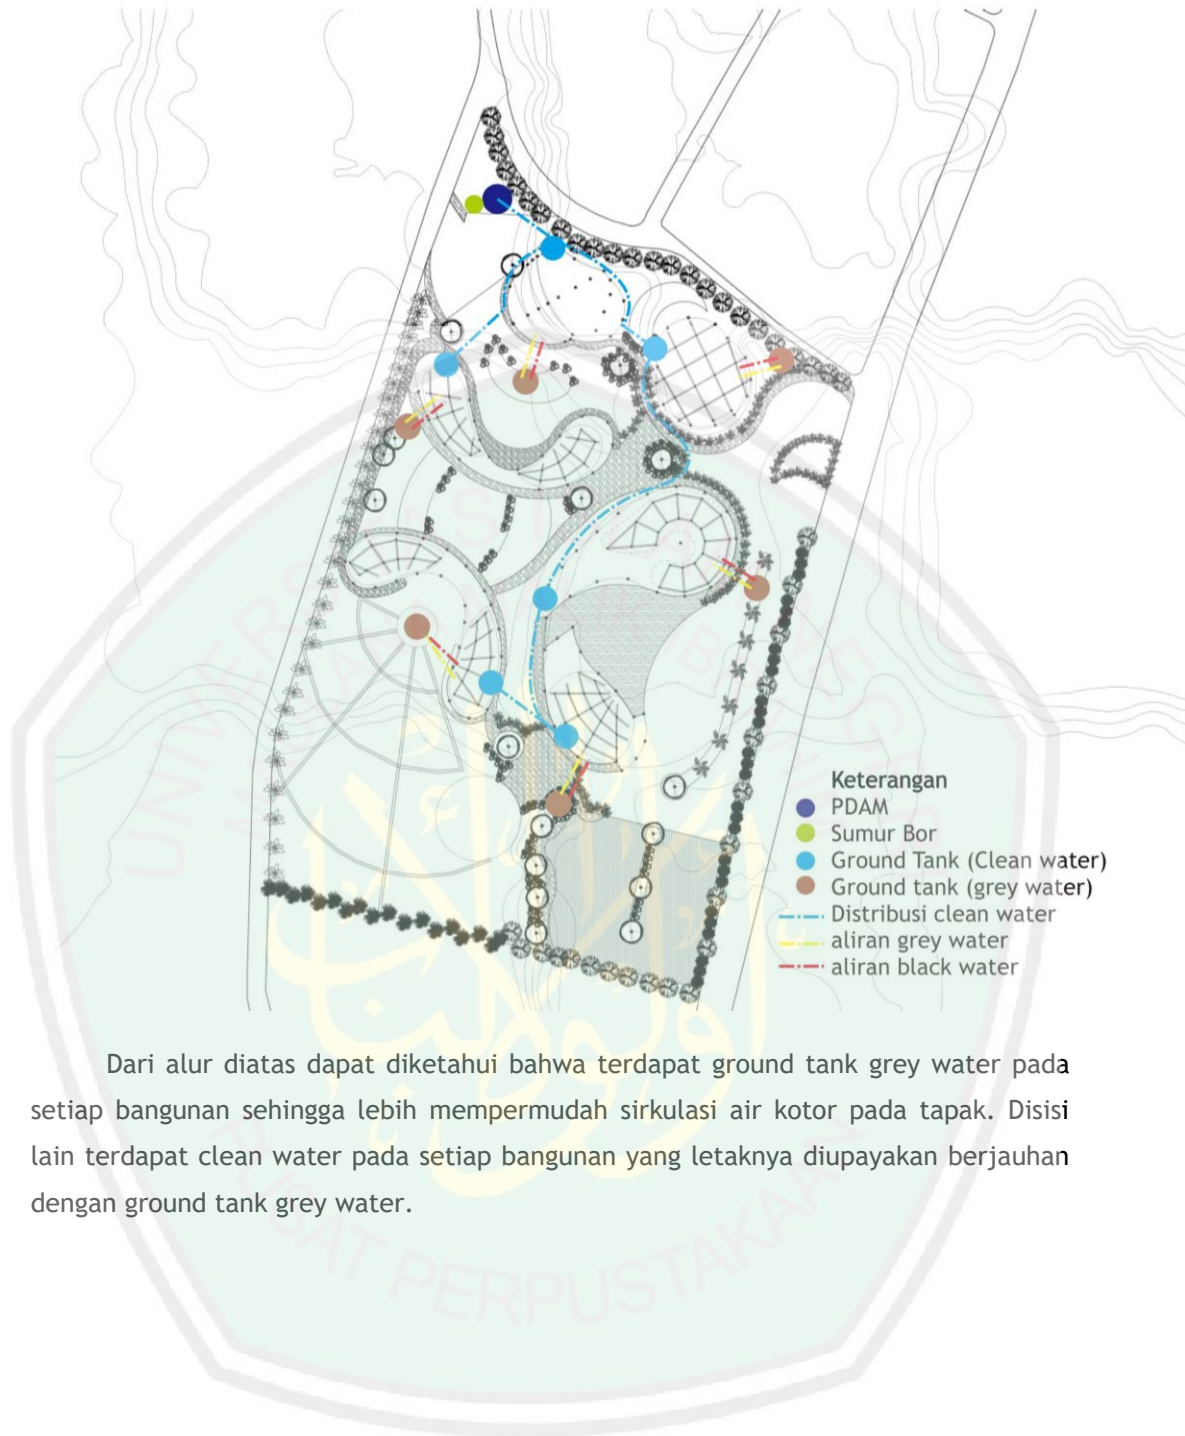 Keterangan
PDAM
Sumur Bor
Ground Tank (Clean water)
Ground tank (grey water)
Distribusi clean water
aliran grey water
aliran black water
Dari alur diatas dapat diketahui bahwa terdapat ground tank grey water pada
setiap bangunan sehingga lebih mempermudah sirkulasi air kotor pada tapak. Disisi
lain terdapat clean water pada setiap bangunan yang letaknya diupayakan berjauhan
dengan ground tank grey water.
PUSAT PERPUSTAKAAN